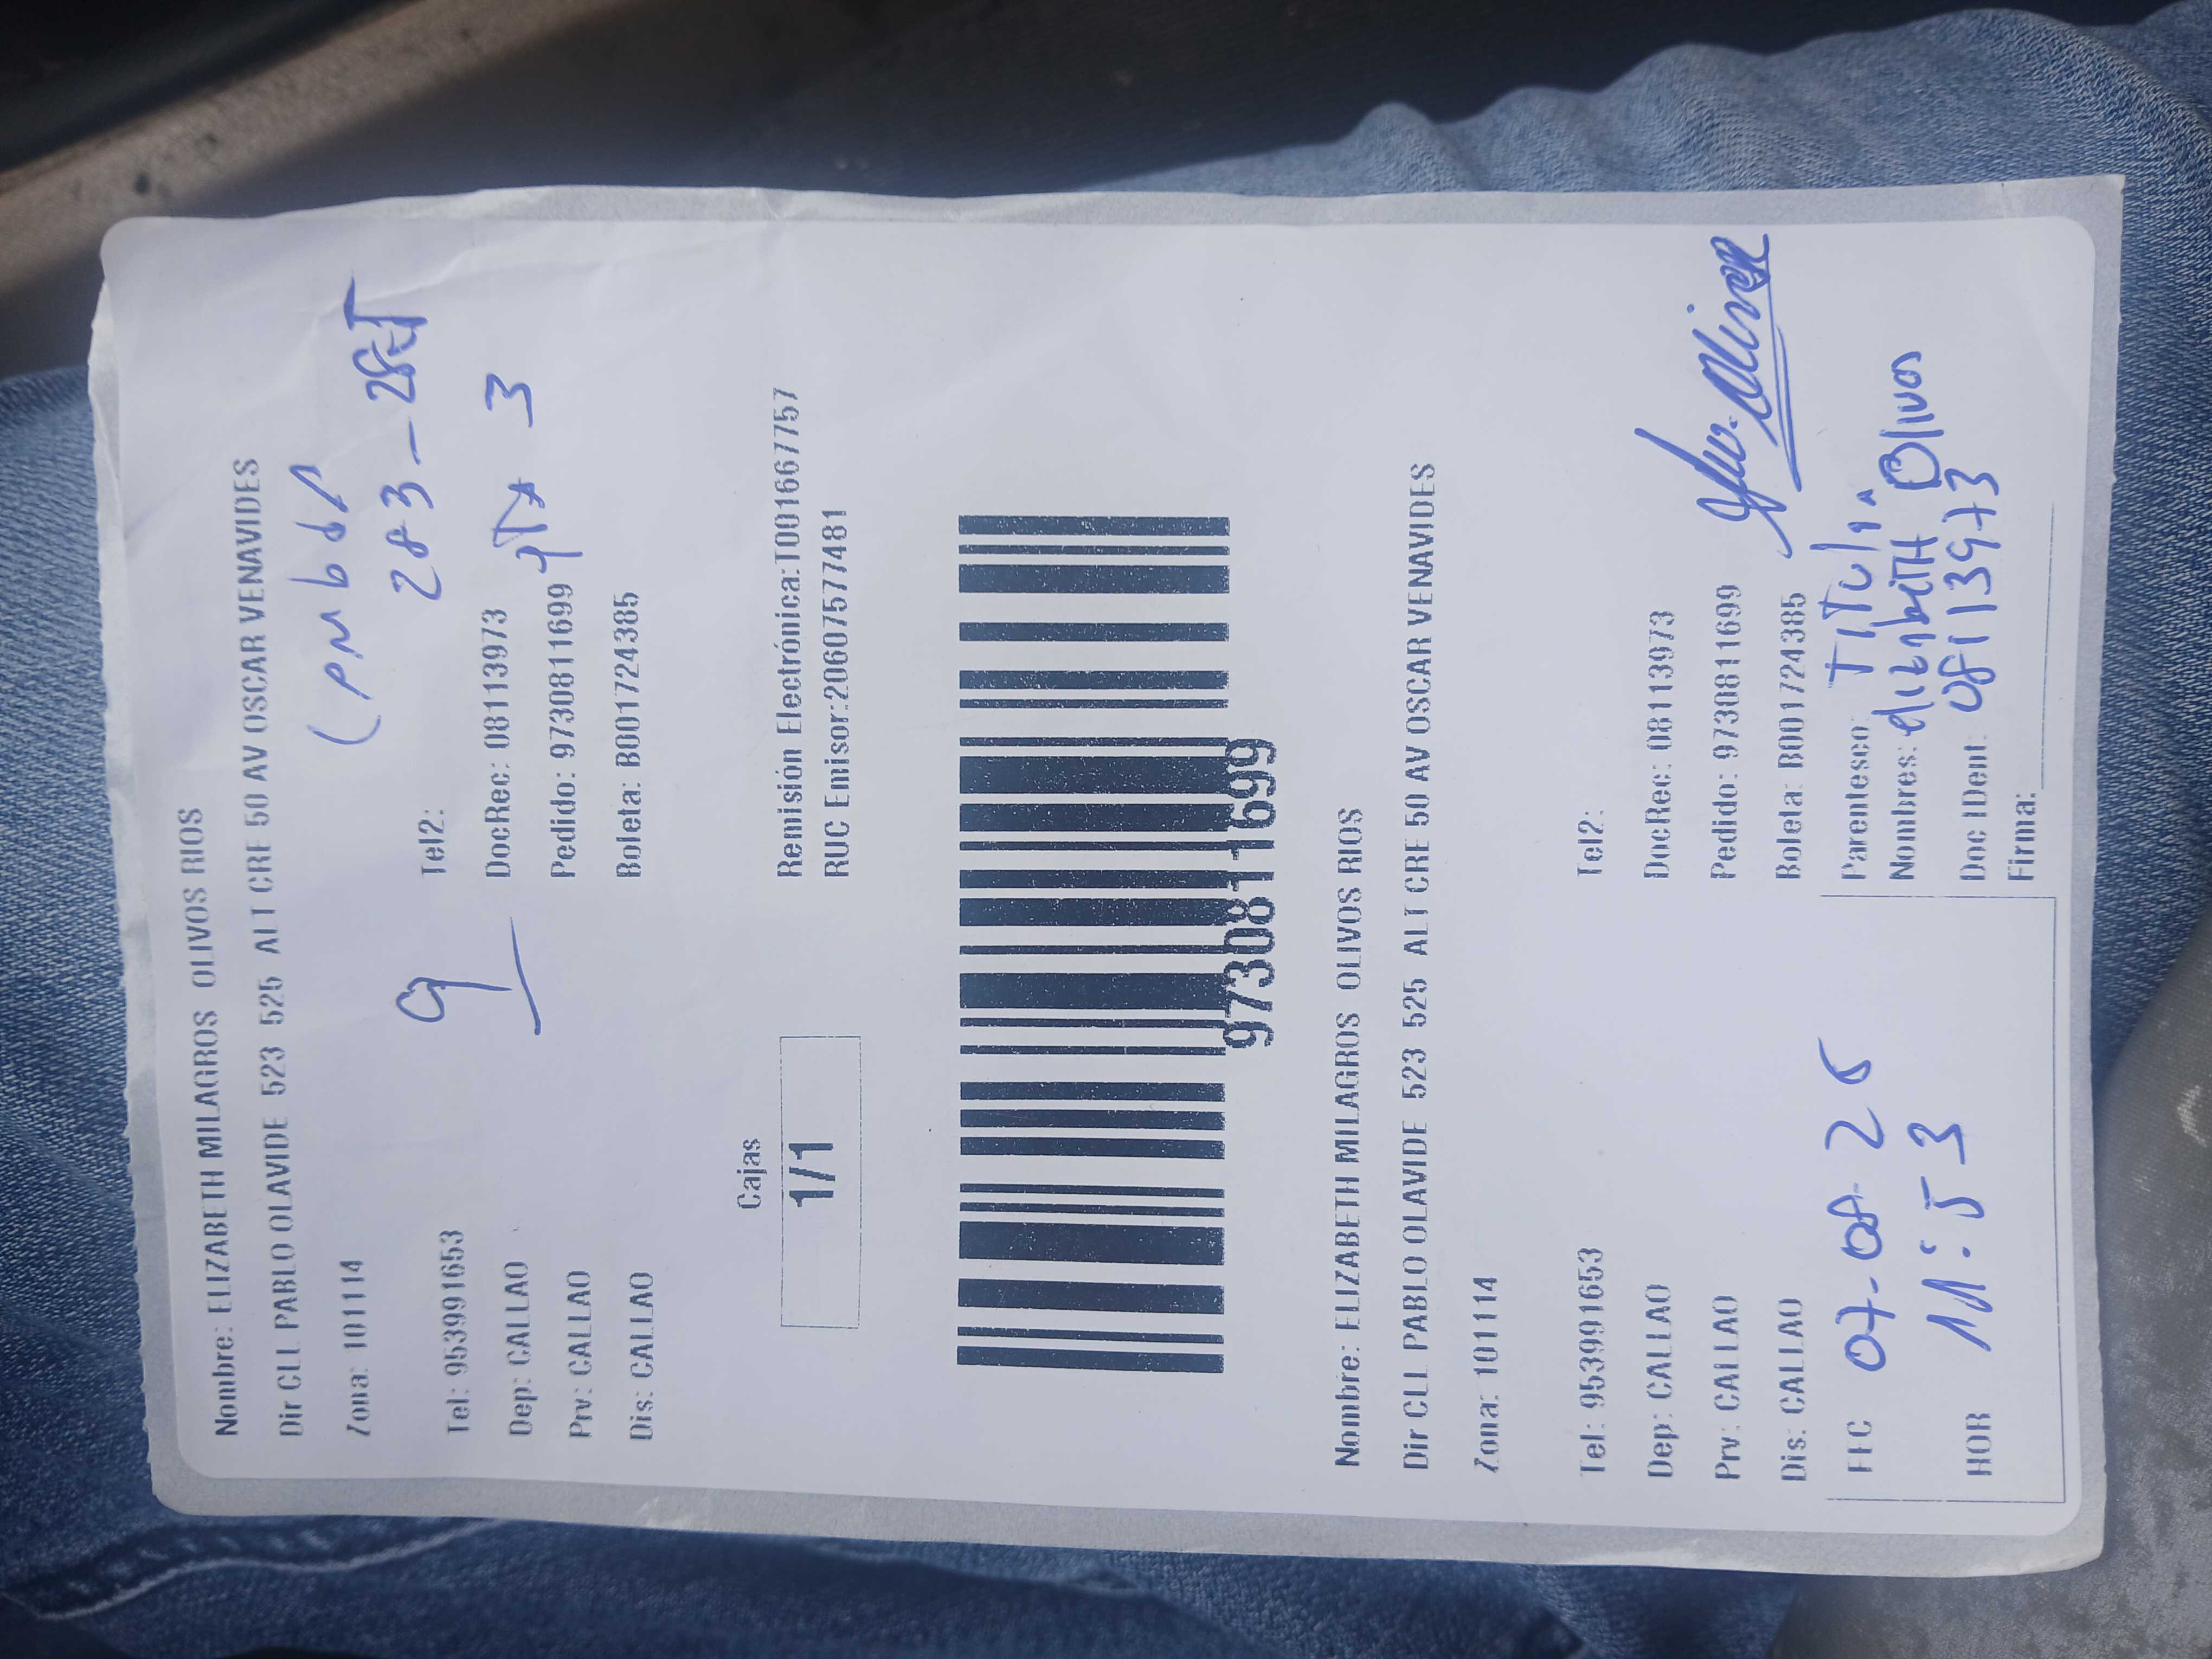 Nombre: ELIZABETH MILAGROS OLIVOS RIOS
Dir CLL PABLO OLAVIDE 523 525 ALT CRE 50 AV OSCAR VENAVIDES
Zona: 101114
283 -
9
Tel: 953991653 Tel2:
Dep: CALLAO DocRec: 08113973
3
Prv: CALLAO Pedido: 9730811699
Dis: CALLAO Boleta: B001724385
Cajas
1/1
Remisión Electrónica:T001667757
RUC Emisor:20607577481
9730811699
Nombre: ELIZABETH MILAGROS OLIVOS RIOS
Dir CLL PABLO OLAVIDE 523 525 ALT CRE 50 AV OSCAR VENAVIDES
Zona: 101114
Tel: 953991653 Tel2:
Dep: CALLAO DocRec: 08113973
Prv: CALLAO Pedido: 9730811699
Dis: CALLAO Boleta: B001724385
FEC 07-08-26 Parentesco:
Nombres: Olivos
HOR 11:53 Doc IDent: 08113973
Firma: